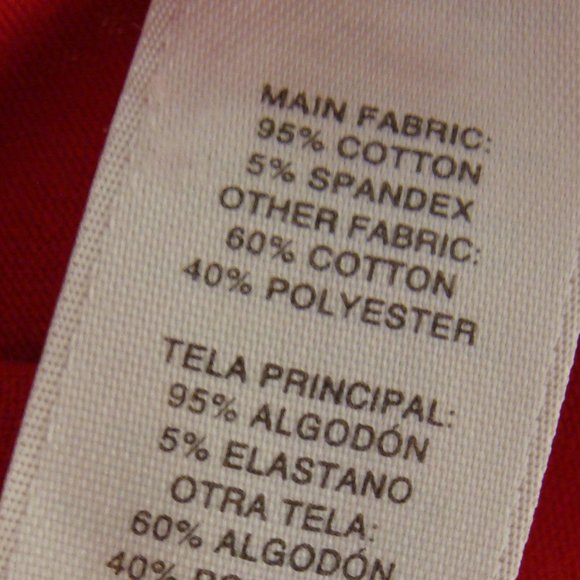 MAIN FABRIC:
95% COTTON
5% SPANDEX
OTHER FABRIC:
60% COTTON
40% POLYESTER
TELA PRINCIPAL:
95% ALGODÓN
5% ELASTANO
OTRA TELA:
60% ALGODÓN
40%